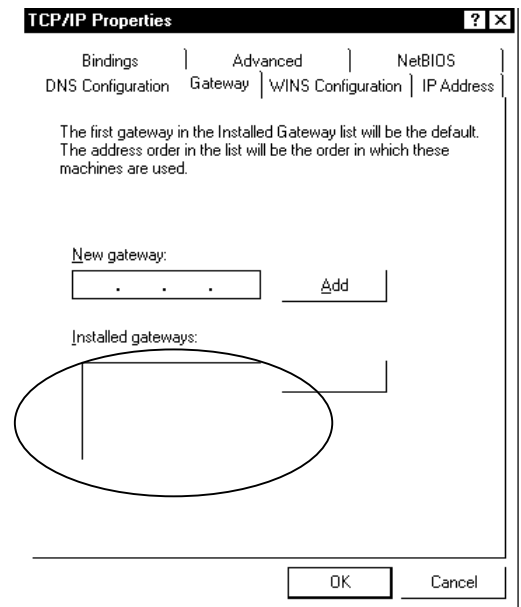 TCP/IP Properties
? X
Bindings Advanced NetBIOS
DNS Configuration Gateway WINS Configuration IP Address
The first gateway in the Installed Gateway list will be the default.
The address order in the list will be the order in which these
machines are used.
New gateway:
. . . Add
Installed gateways:
OK Cancel